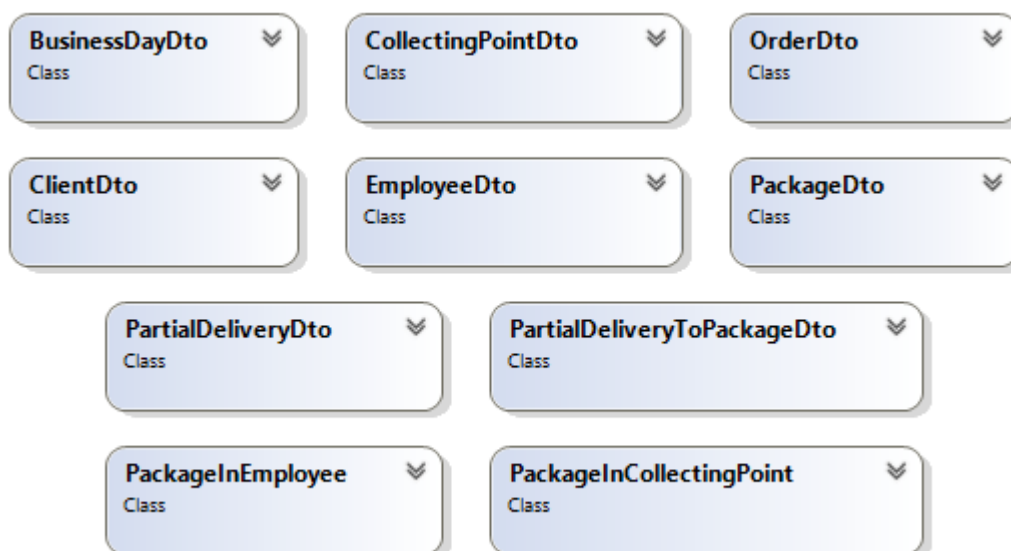 BusinessDayDto
Class
CollectingPointDto
Class
OrderDto
Class
ClientDto
Class
EmployeeDto
Class
PackageDto
Class
PartialDeliveryDto
Class
PartialDeliveryToPackageDto
Class
PackageInEmployee
Class
PackageInCollectingPoint
Class